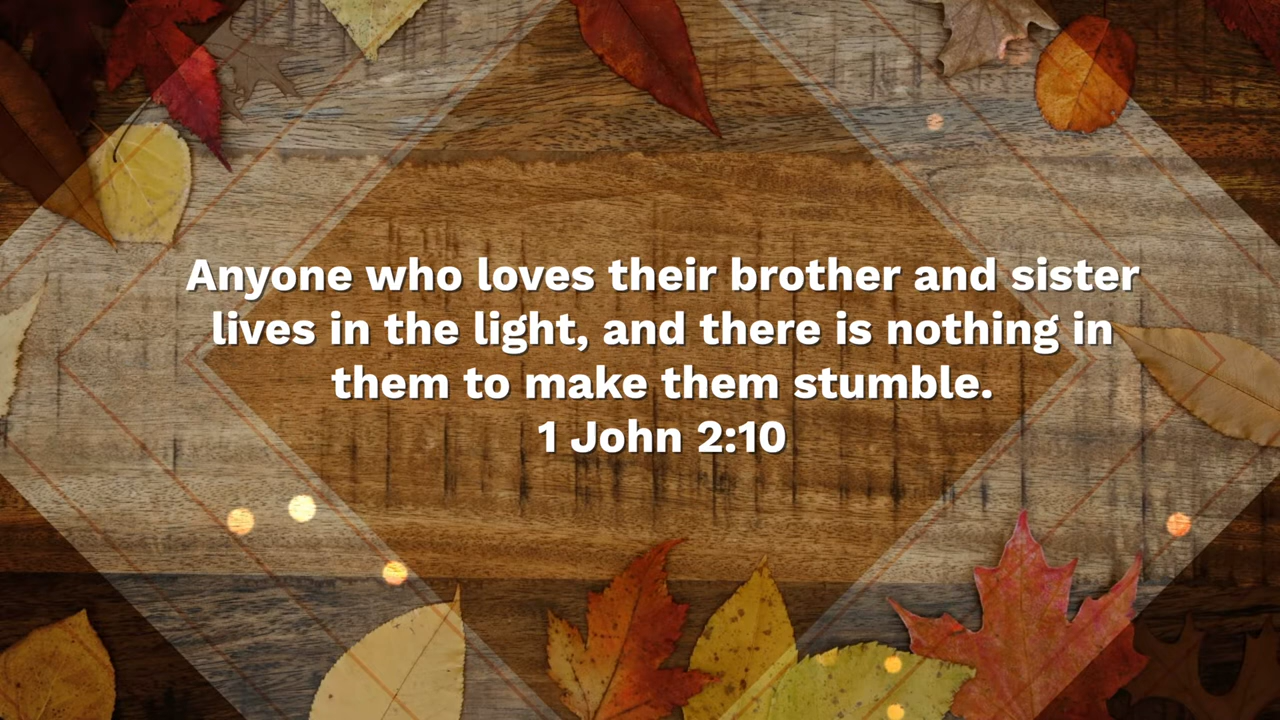 Anyone who loves their brother and sister
lives in the light, and there is nothing in
them to make them stumble.
1 John 2:10